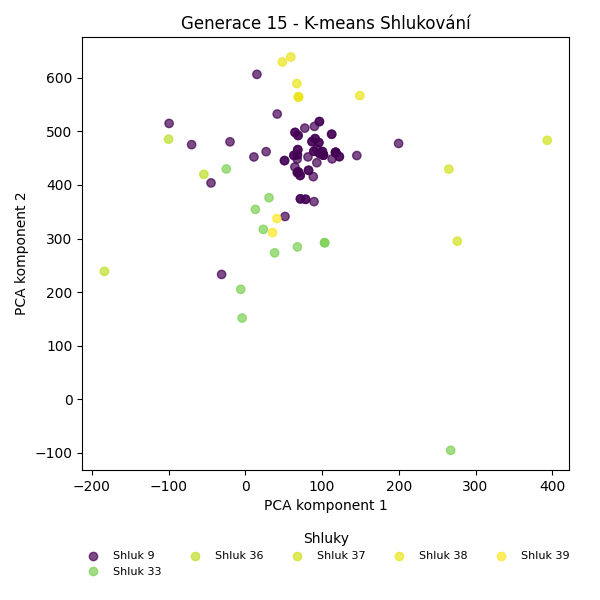 Generace 15 - K-means Shlukování
PCA komponent 2
600
500
400
300
200
100
0
−100
−200
−100
0
100
200
300
400
PCA komponent 1
Shluky
Shluk 9
Shluk 36
Shluk 37
Shluk 38
Shluk 39
Shluk 33